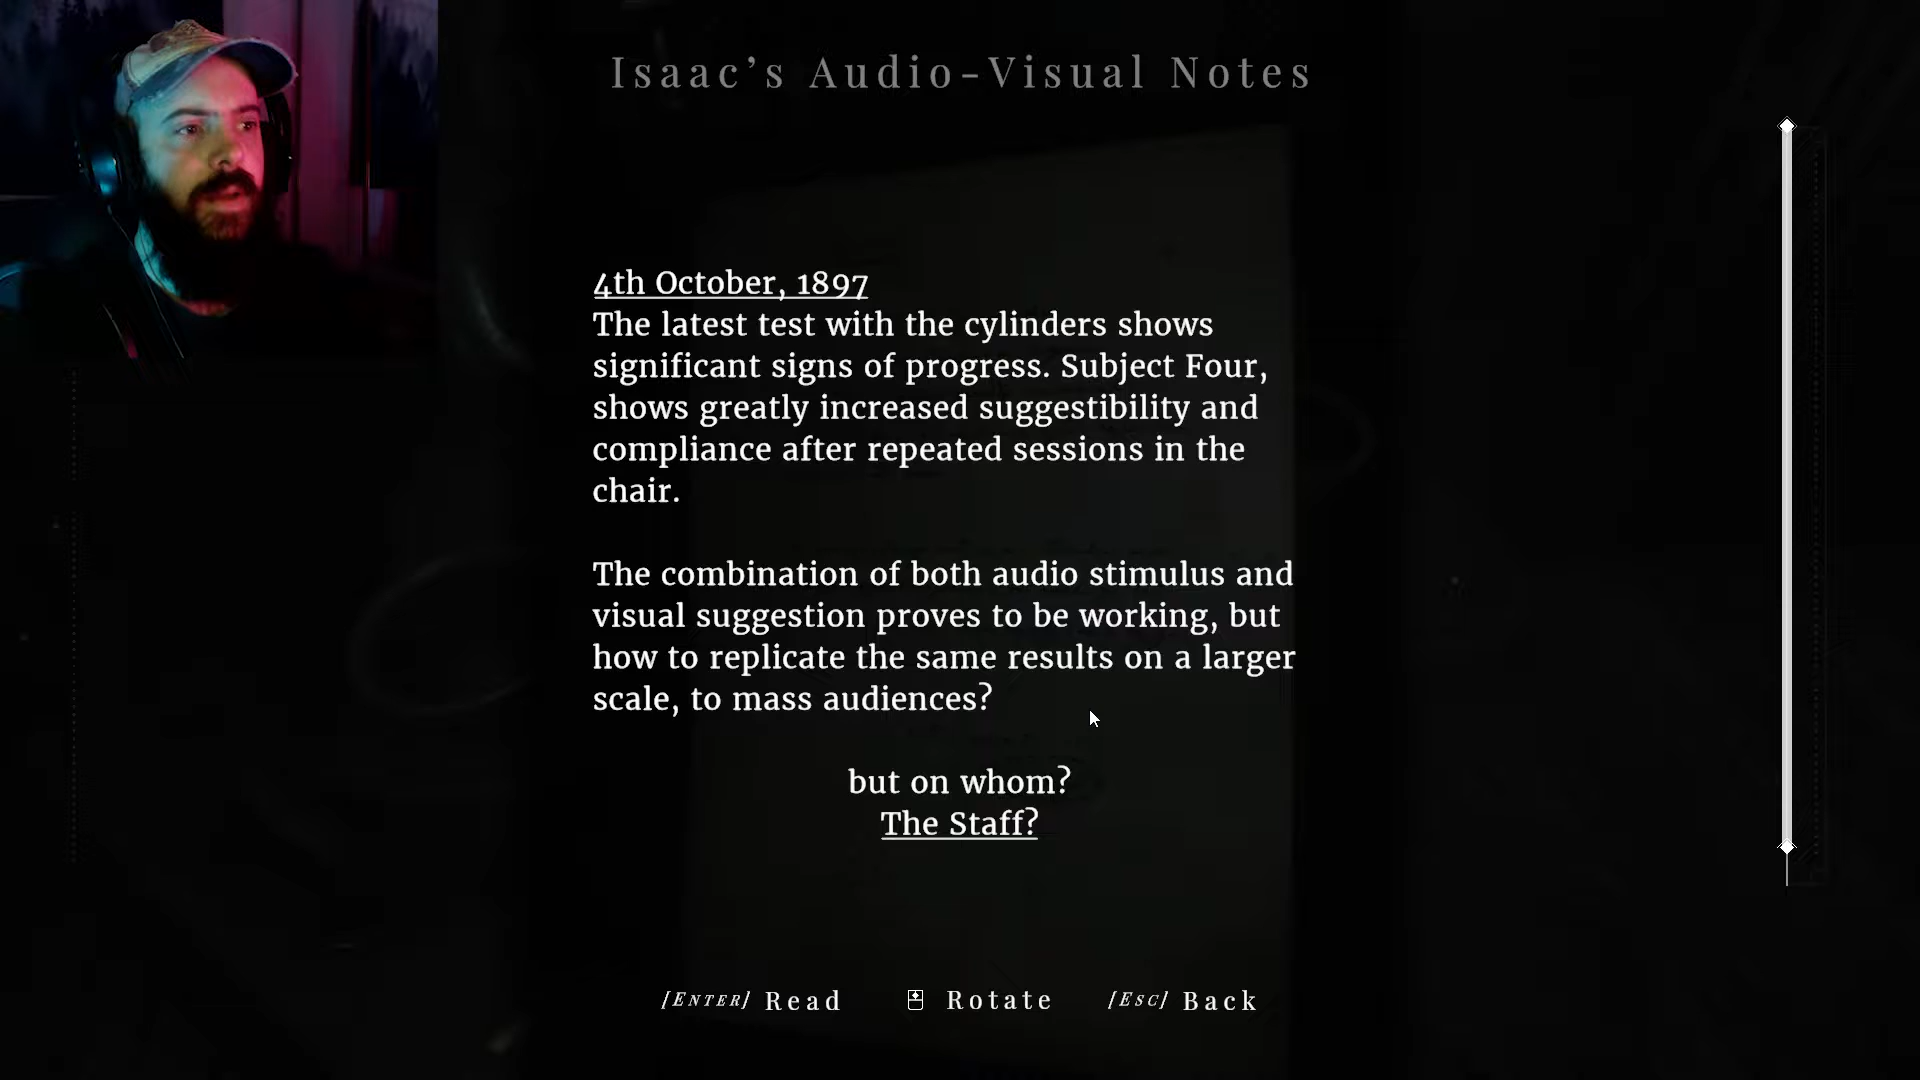 Isaac’s Audio-Visual Notes
4th October, 1897
The latest test with the cylinders shows
significant signs of progress. Subject Four,
shows greatly increased suggestibility and
compliance after repeated sessions in the
chair.
The combination of both audio stimulus and
visual suggestion proves to be working, but
how to replicate the same results on a larger
scale, to mass audiences?
but on whom?
The Staff?
[ENTER] Read Rotate [ESC] Back